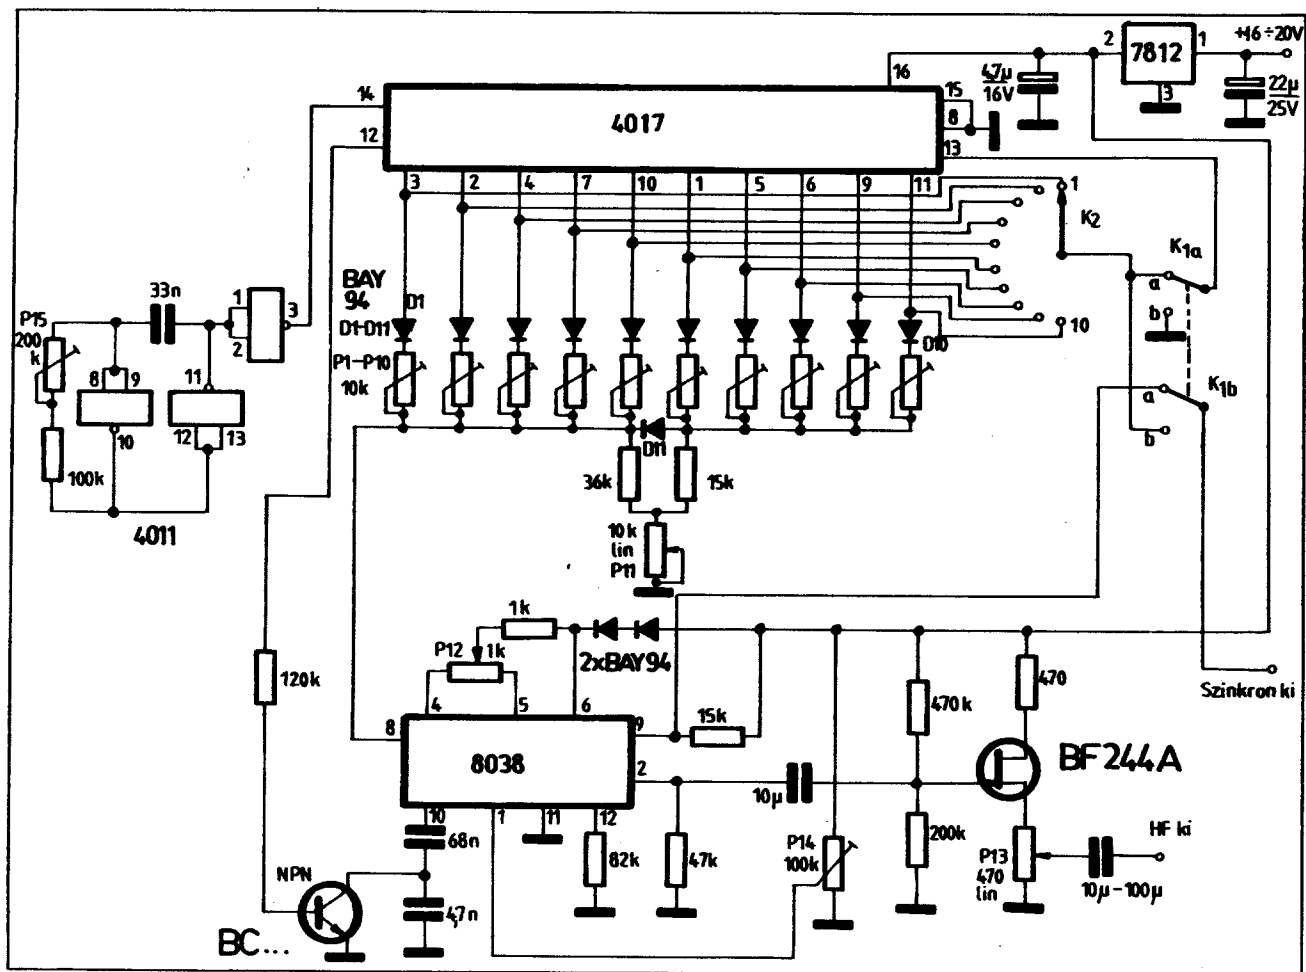 +16÷20V
2
7812
1
3
16
47µ
16V
22µ
25V
14
4017
15
8
12
13
3
2
4
7
10
1
5
6
9
11
1
K2
K1a
a
b
10
BAY
94
D1
D1-D11
D10
P1-P10
10k
33n
1
3
2
P15
200
k
8
9
11
10
12
13
100k
4011
K1b
a
b
D11
36k
15k
10k
lin
P11
1k
P12
1k
2xBAY94
120k
4
5
6
8
9
15k
470k
470
Szinkron ki
8038
2
BF244A
10µ
10
1
11
12
68n
82k
47k
P14
100k
200k
P13
470
lin
HF ki
10µ-100µ
NPN
4,7n
BC...